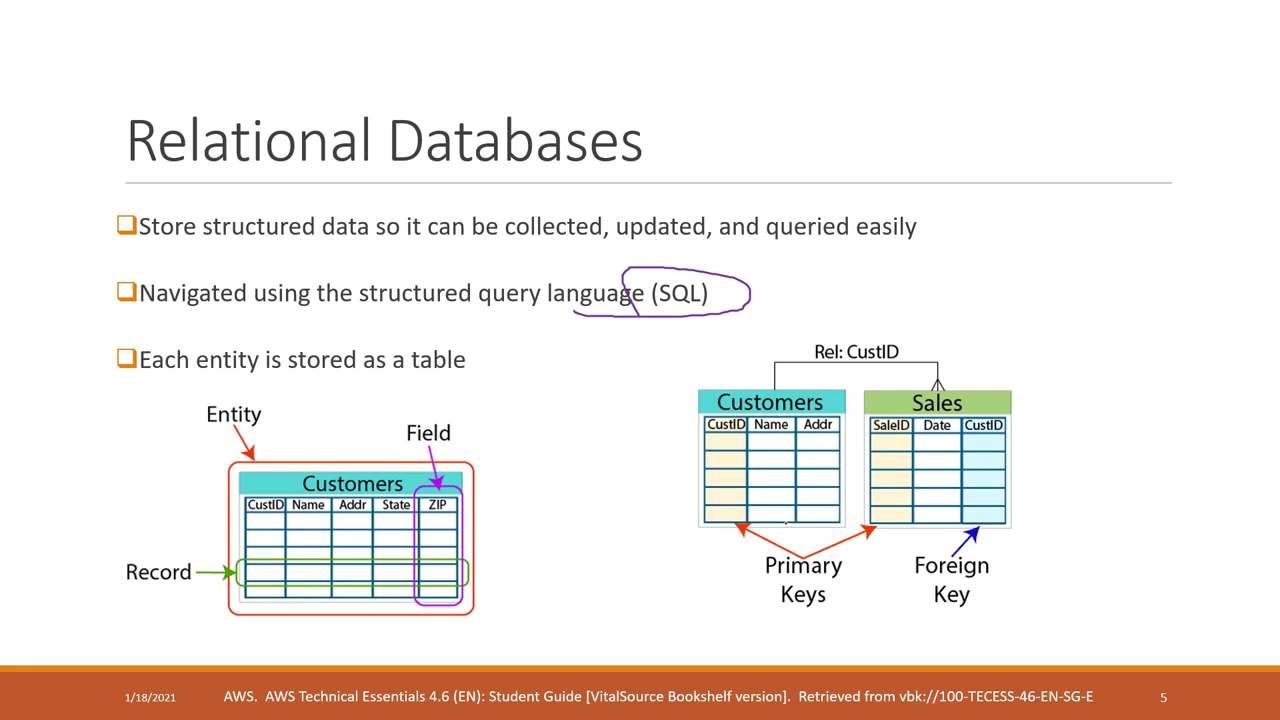 Relational Databases
Store structured data so it can be collected, updated, and queried easily
Navigated using the structured query language (SQL)
Each entity is stored as a table
Entity
Field
Customers
CustID Name Addr State ZIP
Record
Rel: CustID
Customers
CustID Name Addr
Sales
SaleID Date CustID
Primary
Keys
Foreign
Key
1/18/2021
AWS. AWS Technical Essentials 4.6 (EN): Student Guide [VitalSource Bookshelf version]. Retrieved from vbk://100-TECESS-46-EN-SG-E
5